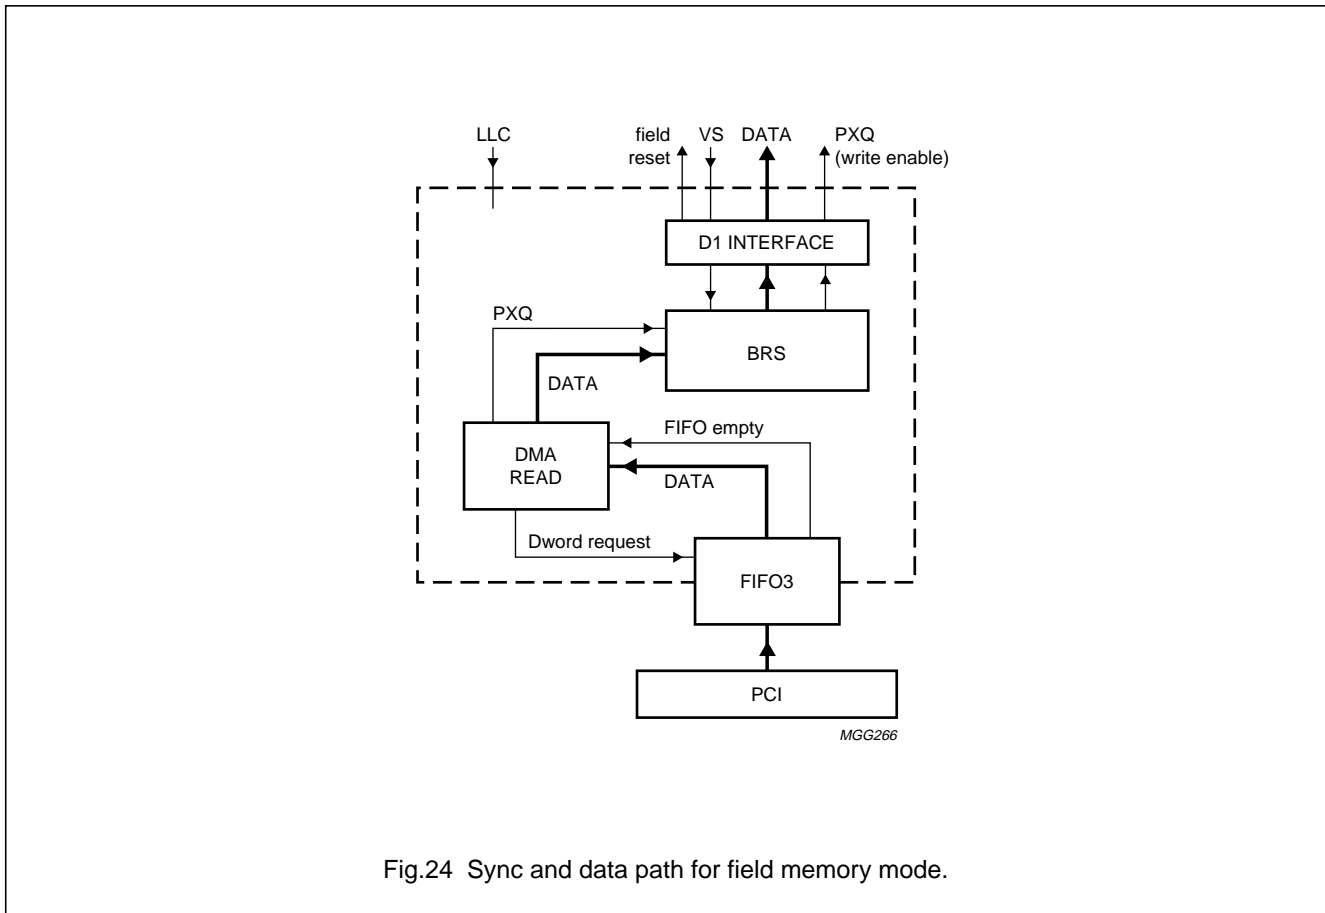 LLC
field
reset
VS
DATA
PXQ
(write enable)
D1 INTERFACE
PXQ
BRS
DATA
FIFO empty
DMA
READ
DATA
Dword request
FIFO3
PCI
MGG266
Fig.24 Sync and data path for field memory mode.